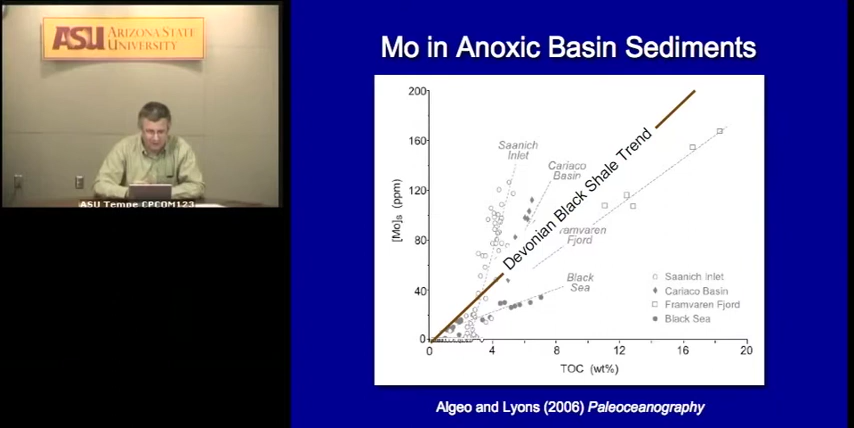 ASU ARIZONA STATE
UNIVERSITY
ASU Tempe CPCOM123
Mo in Anoxic Basin Sediments
200
160
120
80
40
0
[Mo]s (ppm)
Saanich
Inlet
Cariaco
Basin
Devonian Black Shale Trend
ramvaren
Fjord
Black
Sea
Saanich Inlet
Cariaco Basin
Framvaren Fjord
Black Sea
0 4 8 12 16 20
TOC (wt%)
Algeo and Lyons (2006) Paleoceanography